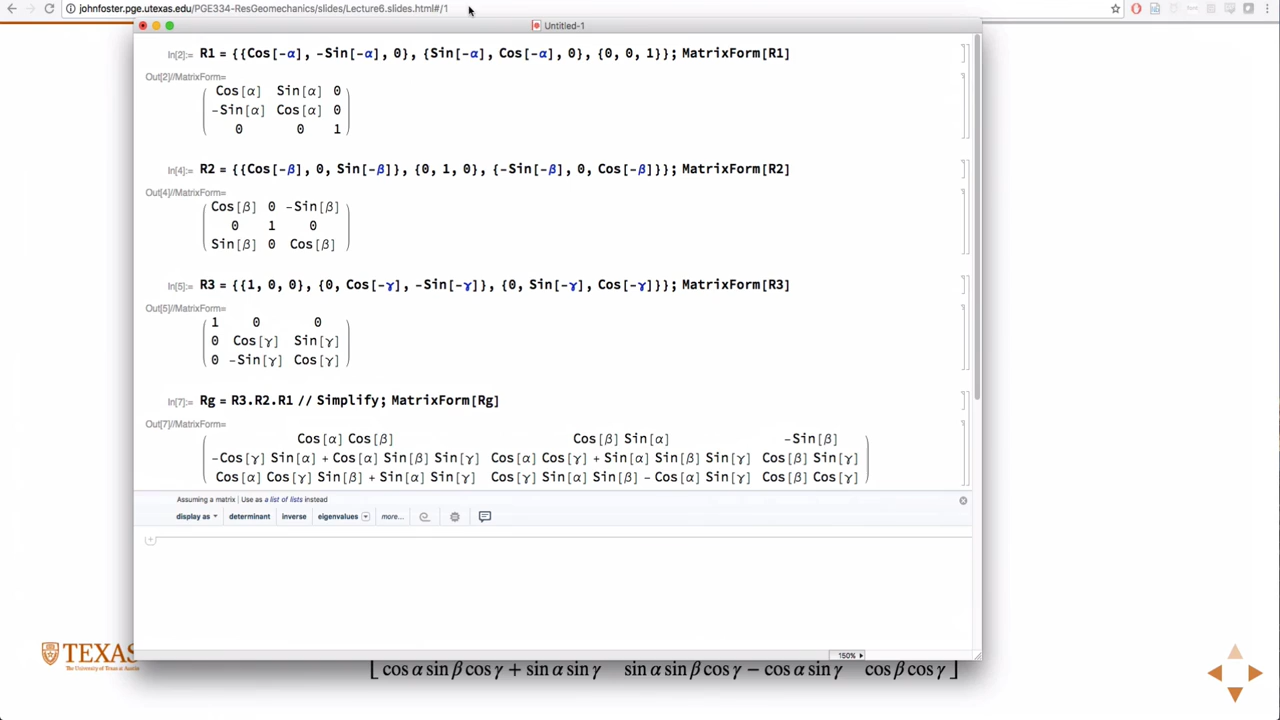 johnfoster.pge.utexas.edu/PGE334-ResGeomechanics/slides/Lecture6.slides.html#/1
Untitled-1
In[2]:= R1 = {{Cos[-α], -Sin[-α], 0}, {Sin[-α], Cos[-α], 0}, {0, 0, 1}}; MatrixForm[R1]
Out[2]//MatrixForm=
Cos[α] Sin[α] 0
-Sin[α] Cos[α] 0
0 0 1
In[4]:= R2 = {{Cos[-β], 0, Sin[-β]}, {0, 1, 0}, {-Sin[-β], 0, Cos[-β]}}; MatrixForm[R2]
Out[4]//MatrixForm=
Cos[β] 0 -Sin[β]
0 1 0
Sin[β] 0 Cos[β]
In[5]:= R3 = {{1, 0, 0}, {0, Cos[-γ], -Sin[-γ]}, {0, Sin[-γ], Cos[-γ]}}; MatrixForm[R3]
Out[5]//MatrixForm=
1 0 0
0 Cos[γ] Sin[γ]
0 -Sin[γ] Cos[γ]
In[7]:= Rg = R3.R2.R1 // Simplify; MatrixForm[Rg]
Out[7]//MatrixForm=
Cos[α] Cos[β] Cos[β] Sin[α] -Sin[β]
-Cos[γ] Sin[α] + Cos[α] Sin[β] Sin[γ] Cos[α] Cos[γ] + Sin[α] Sin[β] Sin[γ] Cos[β] Sin[γ]
Cos[α] Cos[γ] Sin[β] + Sin[α] Sin[γ] Cos[γ] Sin[α] Sin[β] - Cos[α] Sin[γ] Cos[β] Cos[γ]
Assuming a matrix | Use as a list of lists instead
display as determinant inverse eigenvalues more...
150%
TEXAS
The University of Texas at Austin
cos α sin β cos γ + sin α sin γ sin α sin β cos γ − cos α sin γ cos β cos γ